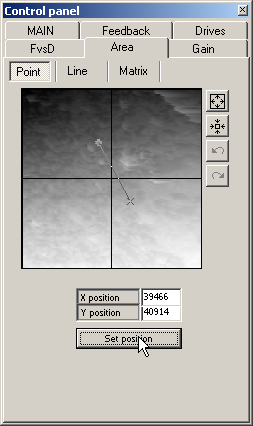 Control panel
MAIN Feedback Drives
FvsD Area Gain
Point Line Matrix
X position 39466
Y position 40914
Set position